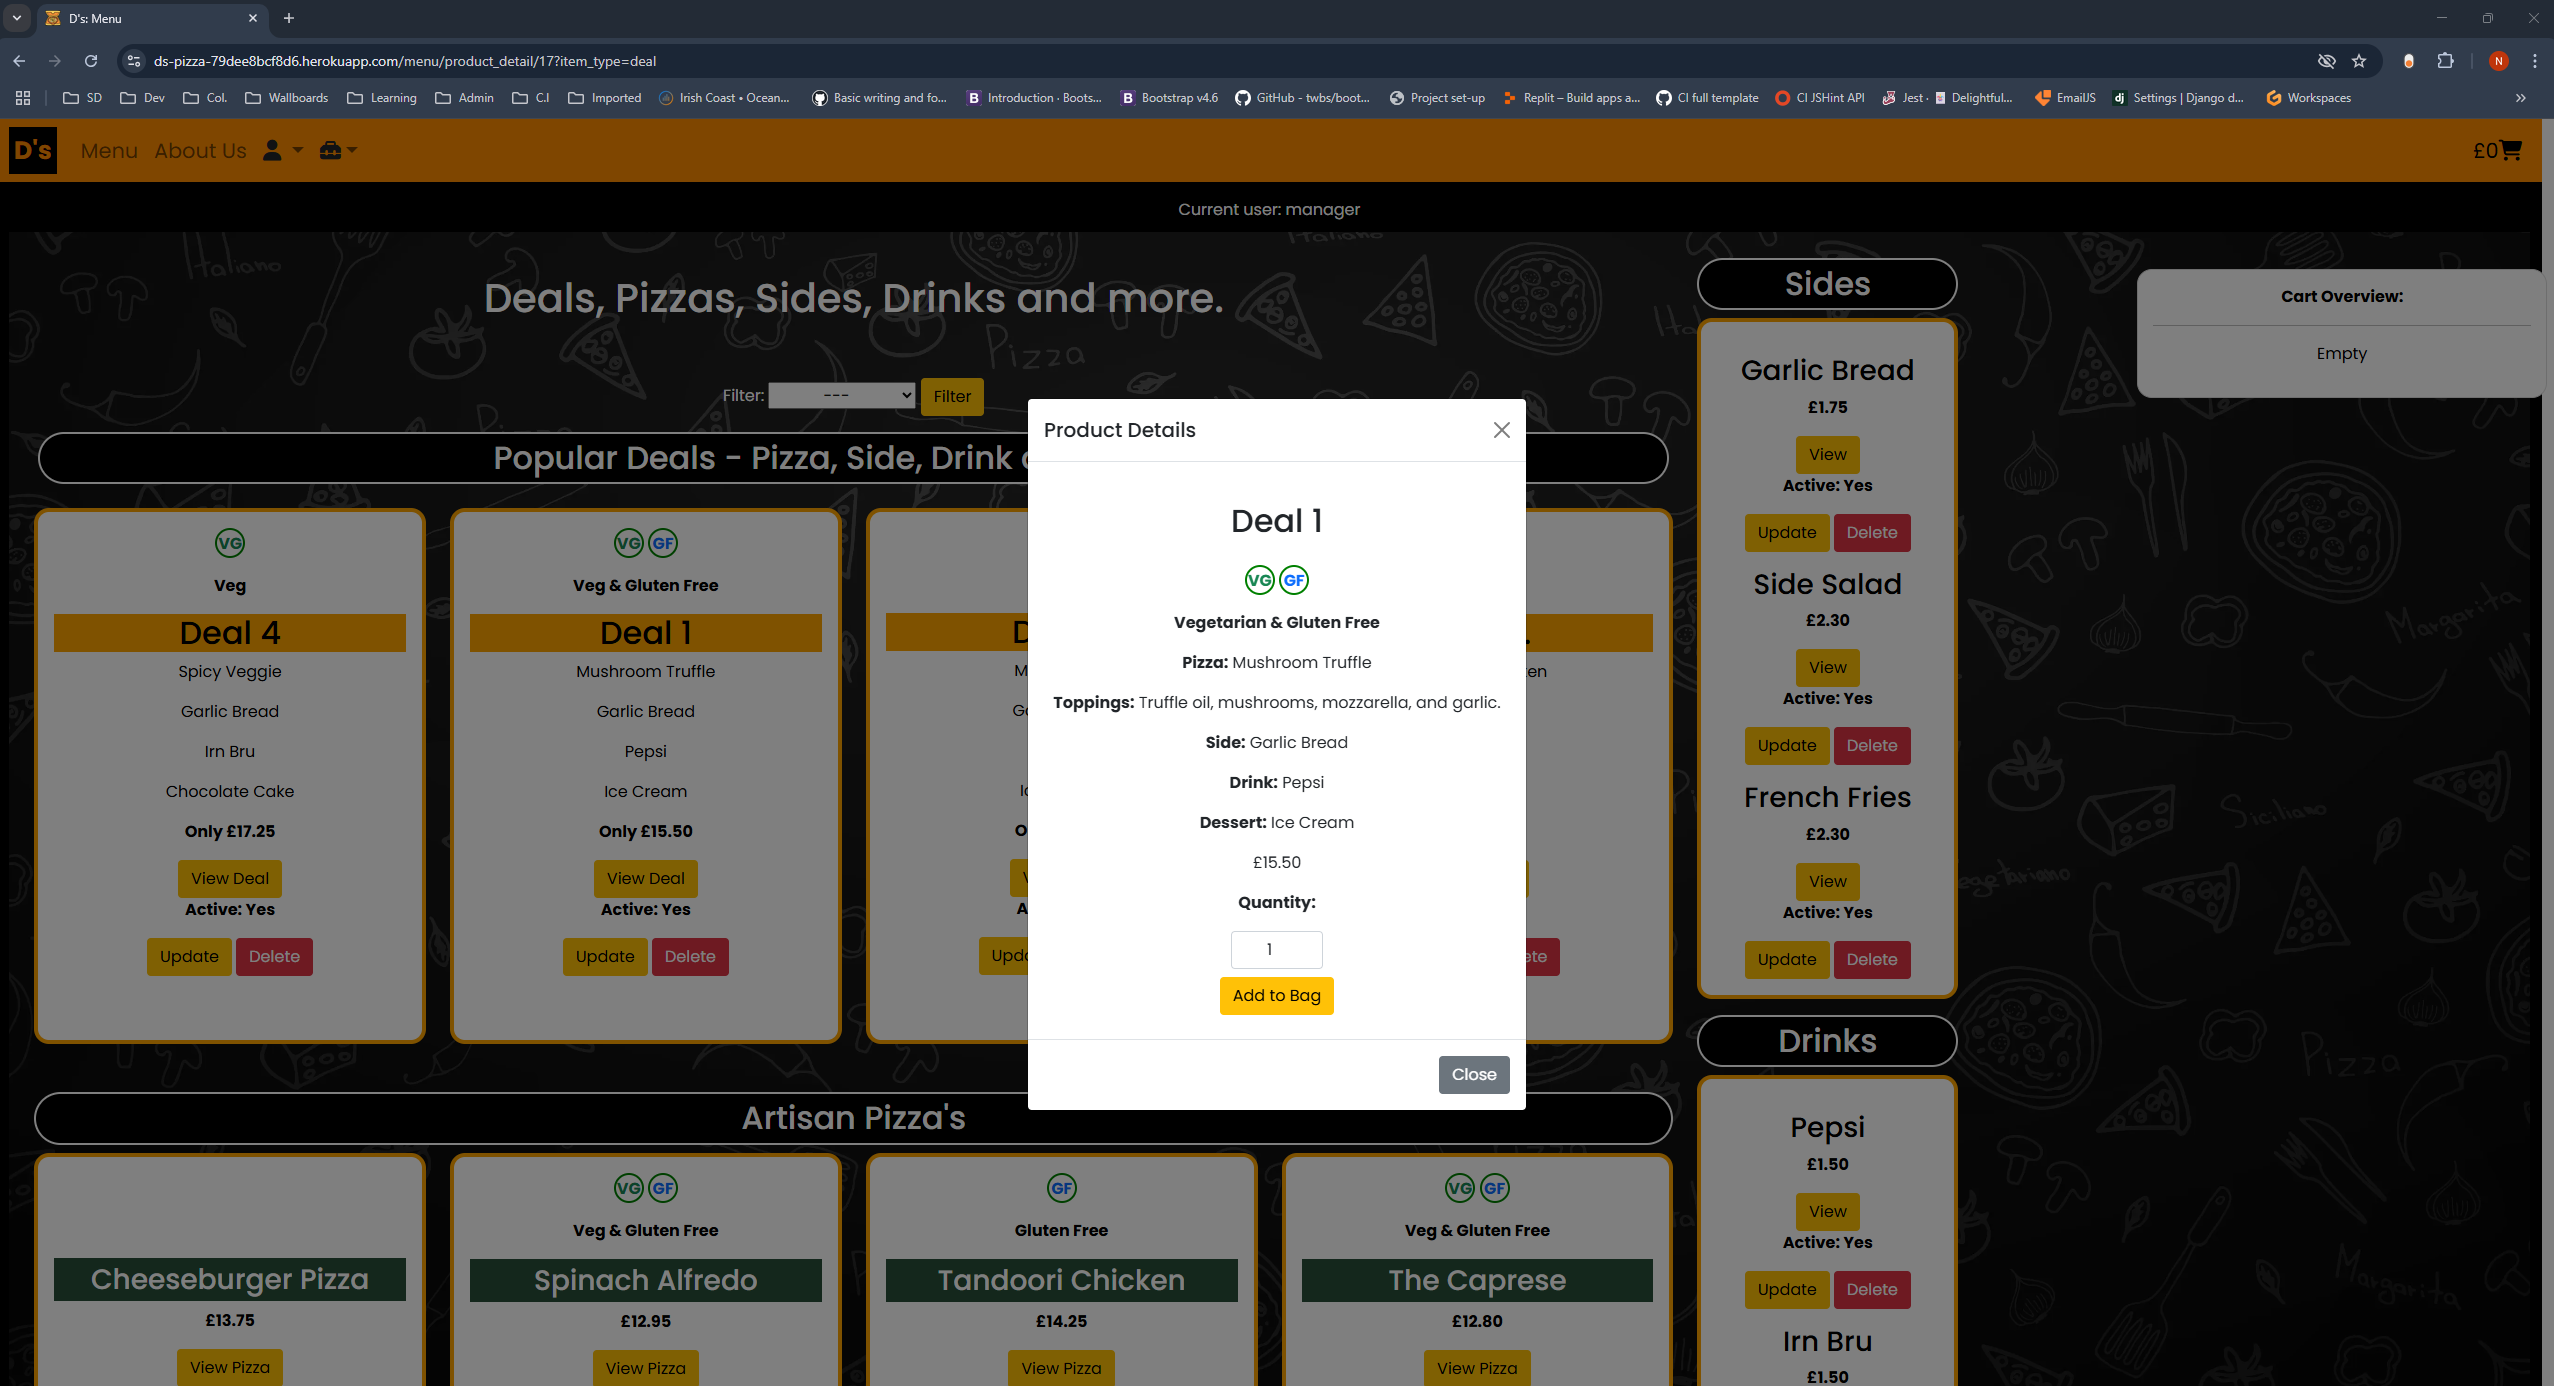 D's: Menu
ds-pizza-79dee8bcf8d6.herokuapp.com/menu/product_detail/17?item_type=deal
N
SD
Dev
Col.
Wallboards
Learning
Admin
C.I
Imported
Irish Coast • Ocean...
Basic writing and fo...
Introduction · Boots...
Bootstrap v4.6
GitHub - twbs/boot...
Project set-up
Replit – Build apps a...
CI full template
CI JSHint API
Jest · 🃏 Delightful...
EmailJS
Settings | Django d...
Workspaces
D's
Menu
About Us
£0
Current user: manager
Deals, Pizzas, Sides, Drinks and more.
Filter:
---
Filter
Popular Deals - Pizza, Side, Drink
VG
Veg
Deal 4
Spicy Veggie
Garlic Bread
Irn Bru
Chocolate Cake
Only £17.25
View Deal
Active: Yes
Update
Delete
VG GF
Veg & Gluten Free
Deal 1
Mushroom Truffle
Garlic Bread
Pepsi
Ice Cream
Only £15.50
View Deal
Active: Yes
Update
Delete
Product Details
Deal 1
VG GF
Vegetarian & Gluten Free
Pizza: Mushroom Truffle
Toppings: Truffle oil, mushrooms, mozzarella, and garlic.
Side: Garlic Bread
Drink: Pepsi
Dessert: Ice Cream
£15.50
Quantity:
1
Add to Bag
Close
Artisan Pizza's
Cheeseburger Pizza
£13.75
View Pizza
VG GF
Veg & Gluten Free
Spinach Alfredo
£12.95
View Pizza
GF
Gluten Free
Tandoori Chicken
£14.25
View Pizza
VG GF
Veg & Gluten Free
The Caprese
£12.80
View Pizza
Sides
Garlic Bread
£1.75
View
Active: Yes
Update
Delete
Side Salad
£2.30
View
Active: Yes
Update
Delete
French Fries
£2.30
View
Active: Yes
Update
Delete
Drinks
Pepsi
£1.50
View
Active: Yes
Update
Delete
Irn Bru
£1.50
Cart Overview:
Empty
Italiano
Pizza
Margarita
Siciliano
Pizza
Margarita